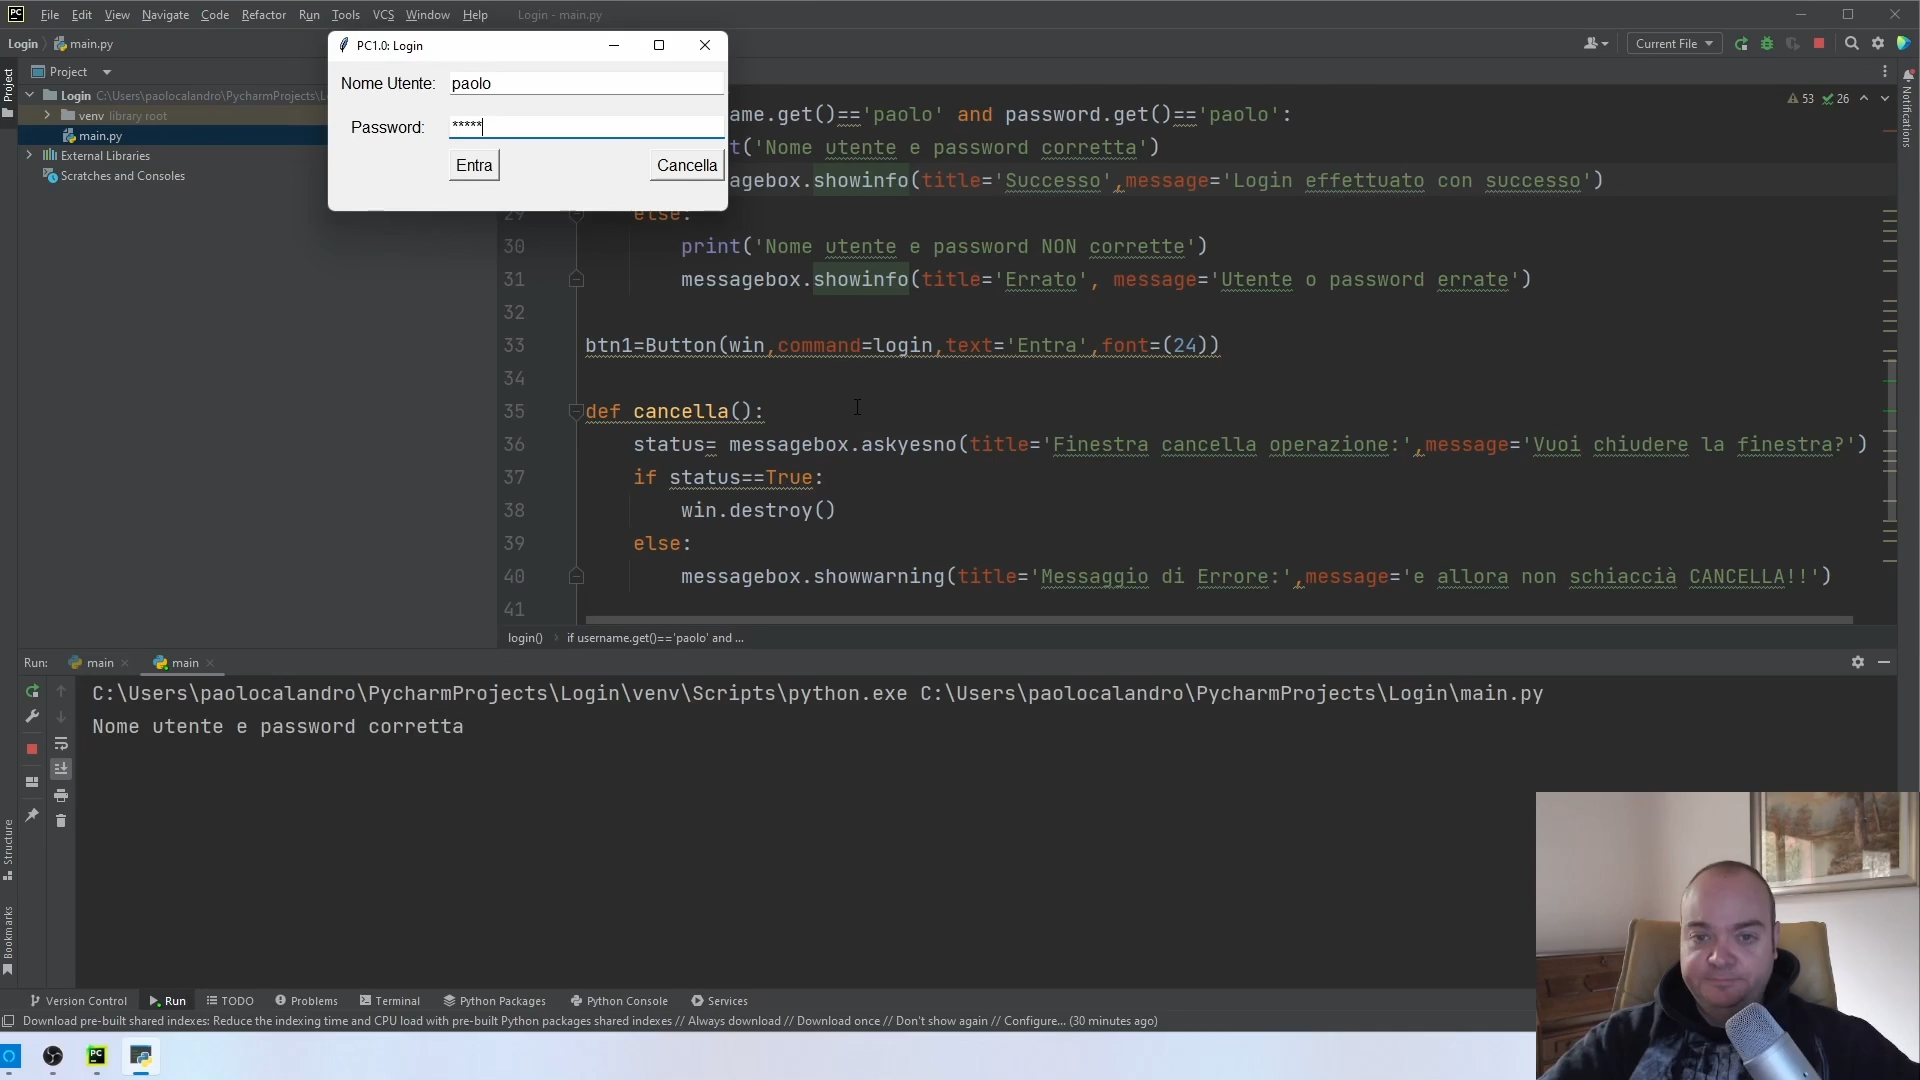 PC File Edit View Navigate Code Refactor Run Tools VCS Window Help Login - main.py
Login main.py
Current File
PC1.0: Login
Nome Utente: paolo
Password: *****
Entra Cancella
Project
Login C:\Users\paolocalandro\PycharmProjects\L
venv library root
main.py
External Libraries
Scratches and Consoles
Project
Structure
Bookmarks
Notifications
53 26
me.get()=='paolo' and password.get()=='paolo':
t('Nome utente e password corretta')
agebox.showinfo(title='Successo',message='Login effettuato con successo')
29 else:
30 print('Nome utente e password NON corrette')
31 messagebox.showinfo(title='Errato', message='Utente o password errate')
32
33 btn1=Button(win,command=login,text='Entra',font=(24))
34
35 def cancella():
36 status= messagebox.askyesno(title='Finestra cancella operazione:',message='Vuoi chiudere la finestra?')
37 if status==True:
38 win.destroy()
39 else:
40 messagebox.showwarning(title='Messaggio di Errore:',message='e allora non schiaccià CANCELLA!!')
41
login() if username.get()=='paolo' and ...
Run: main main
C:\Users\paolocalandro\PycharmProjects\Login\venv\Scripts\python.exe C:\Users\paolocalandro\PycharmProjects\Login\main.py
Nome utente e password corretta
Version Control Run TODO Problems Terminal Python Packages Python Console Services
Download pre-built shared indexes: Reduce the indexing time and CPU load with pre-built Python packages shared indexes // Always download // Download once // Don't show again // Configure... (30 minutes ago)
PC